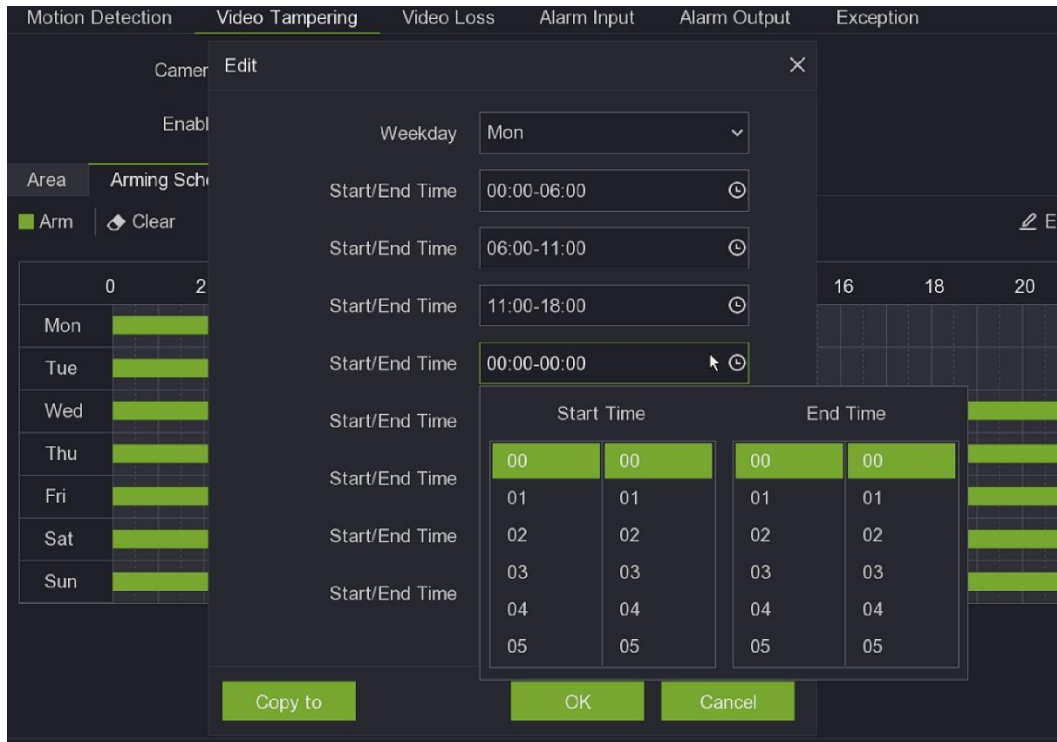 Motion Detection Video Tampering Video Loss Alarm Input Alarm Output Exception
Camer
Enabl
Area Arming Sche
Arm Clear
E
0 2 16 18 20
Mon
Tue
Wed
Thu
Fri
Sat
Sun
Edit
Weekday Mon
Start/End Time 00:00-06:00
Start/End Time 06:00-11:00
Start/End Time 11:00-18:00
Start/End Time 00:00-00:00
Start/End Time
Start/End Time
Start/End Time
Start/End Time
Start Time End Time
00 00 00 00
01 01 01 01
02 02 02 02
03 03 03 03
04 04 04 04
05 05 05 05
Copy to OK Cancel